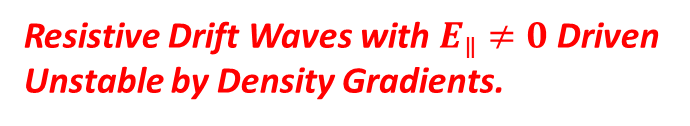 Resistive Drift Waves with E∥ ≠ 0 Driven
Unstable by Density Gradients.